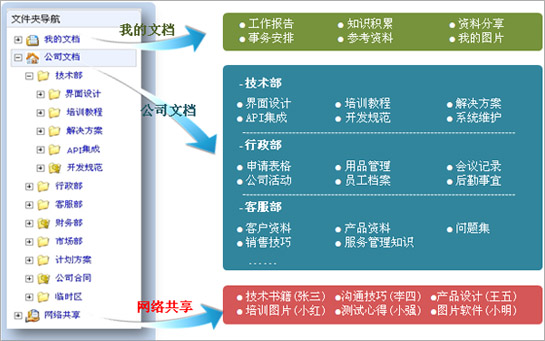 文件夹导航
我的文档
公司文档
技术部
界面设计
培训教程
解决方案
API集成
开发规范
行政部
客服部
财务部
市场部
计划方案
公司合同
临时区
网络共享
我的文档
●工作报告 ●知识积累 ●资料分享
●事务安排 ●参考资料 ●我的图片
公司文档
-技术部
●界面设计 ●培训教程 ●解决方案
●API集成 ●开发规范 ●系统维护
-行政部
●申请表格 ●用品管理 ●会议记录
●公司活动 ●员工档案 ●后勤事宜
-客服部
●客户资料 ●产品资料 ●问题集
●销售技巧 ●服务管理知识
......
网络共享
●技术书籍(张三) ●沟通技巧(李四) ●产品设计(王五)
●培训图片(小红) ●测试心得(小强) ●图片软件(小明)